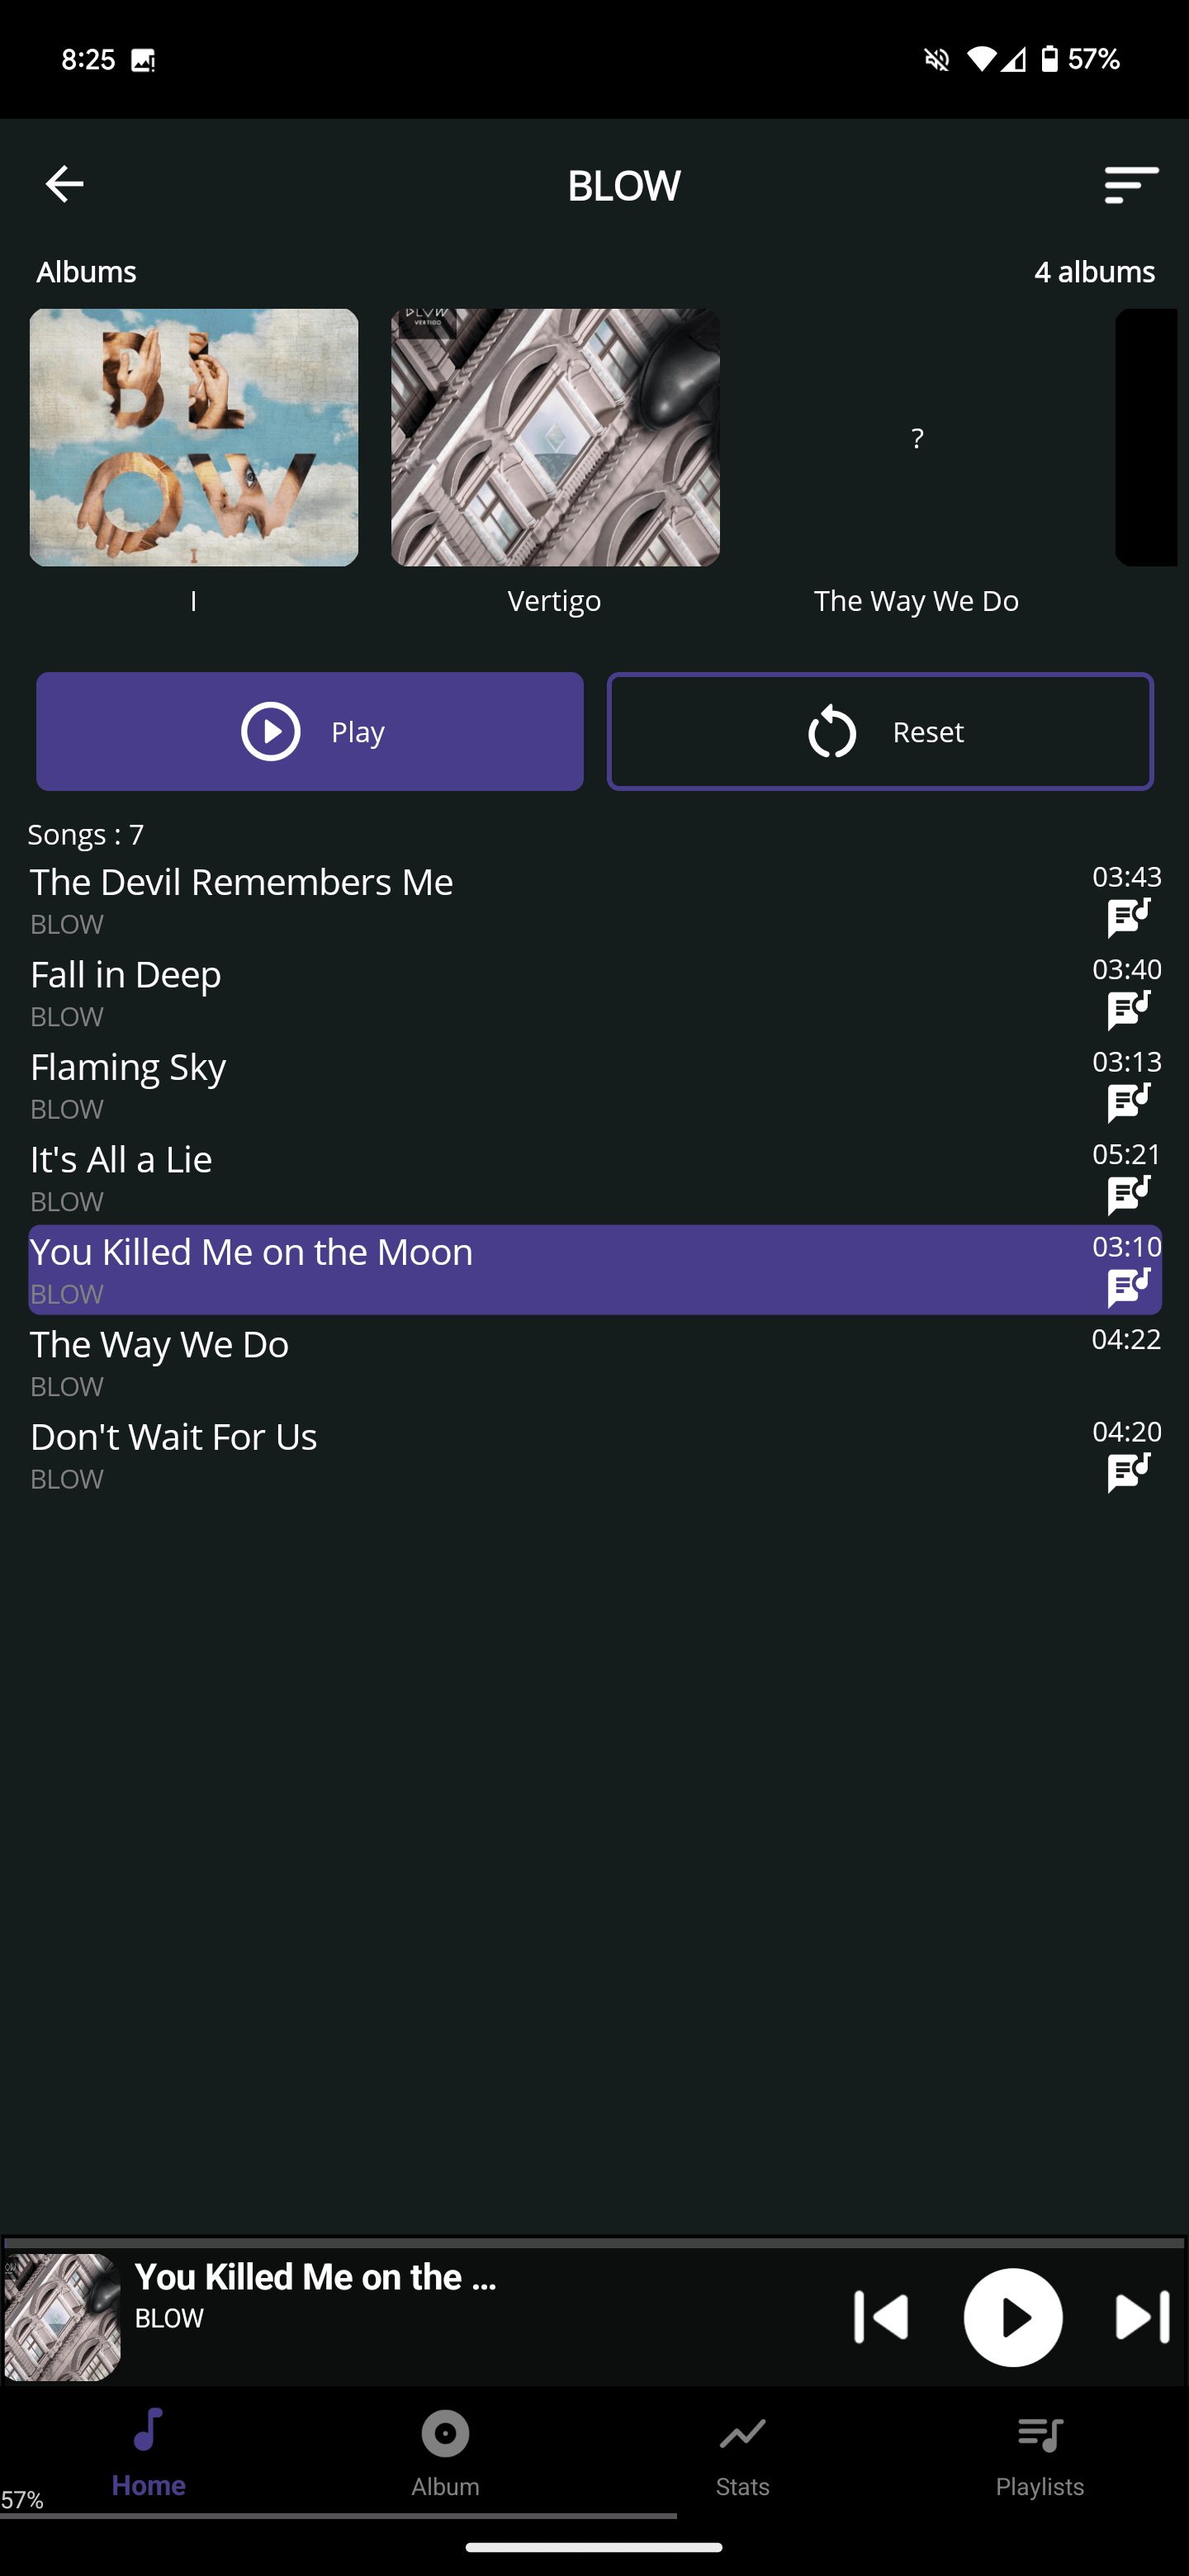 8:25 57%
BLOW
Albums 4 albums
BLOW
VERTIGO
BL
OW
I
?
I Vertigo The Way We Do
Play Reset
Songs : 7
The Devil Remembers Me 03:43
BLOW
Fall in Deep 03:40
BLOW
Flaming Sky 03:13
BLOW
It's All a Lie 05:21
BLOW
You Killed Me on the Moon 03:10
BLOW
The Way We Do 04:22
BLOW
Don't Wait For Us 04:20
BLOW
You Killed Me on the ...
BLOW
Home Album Stats Playlists
57%